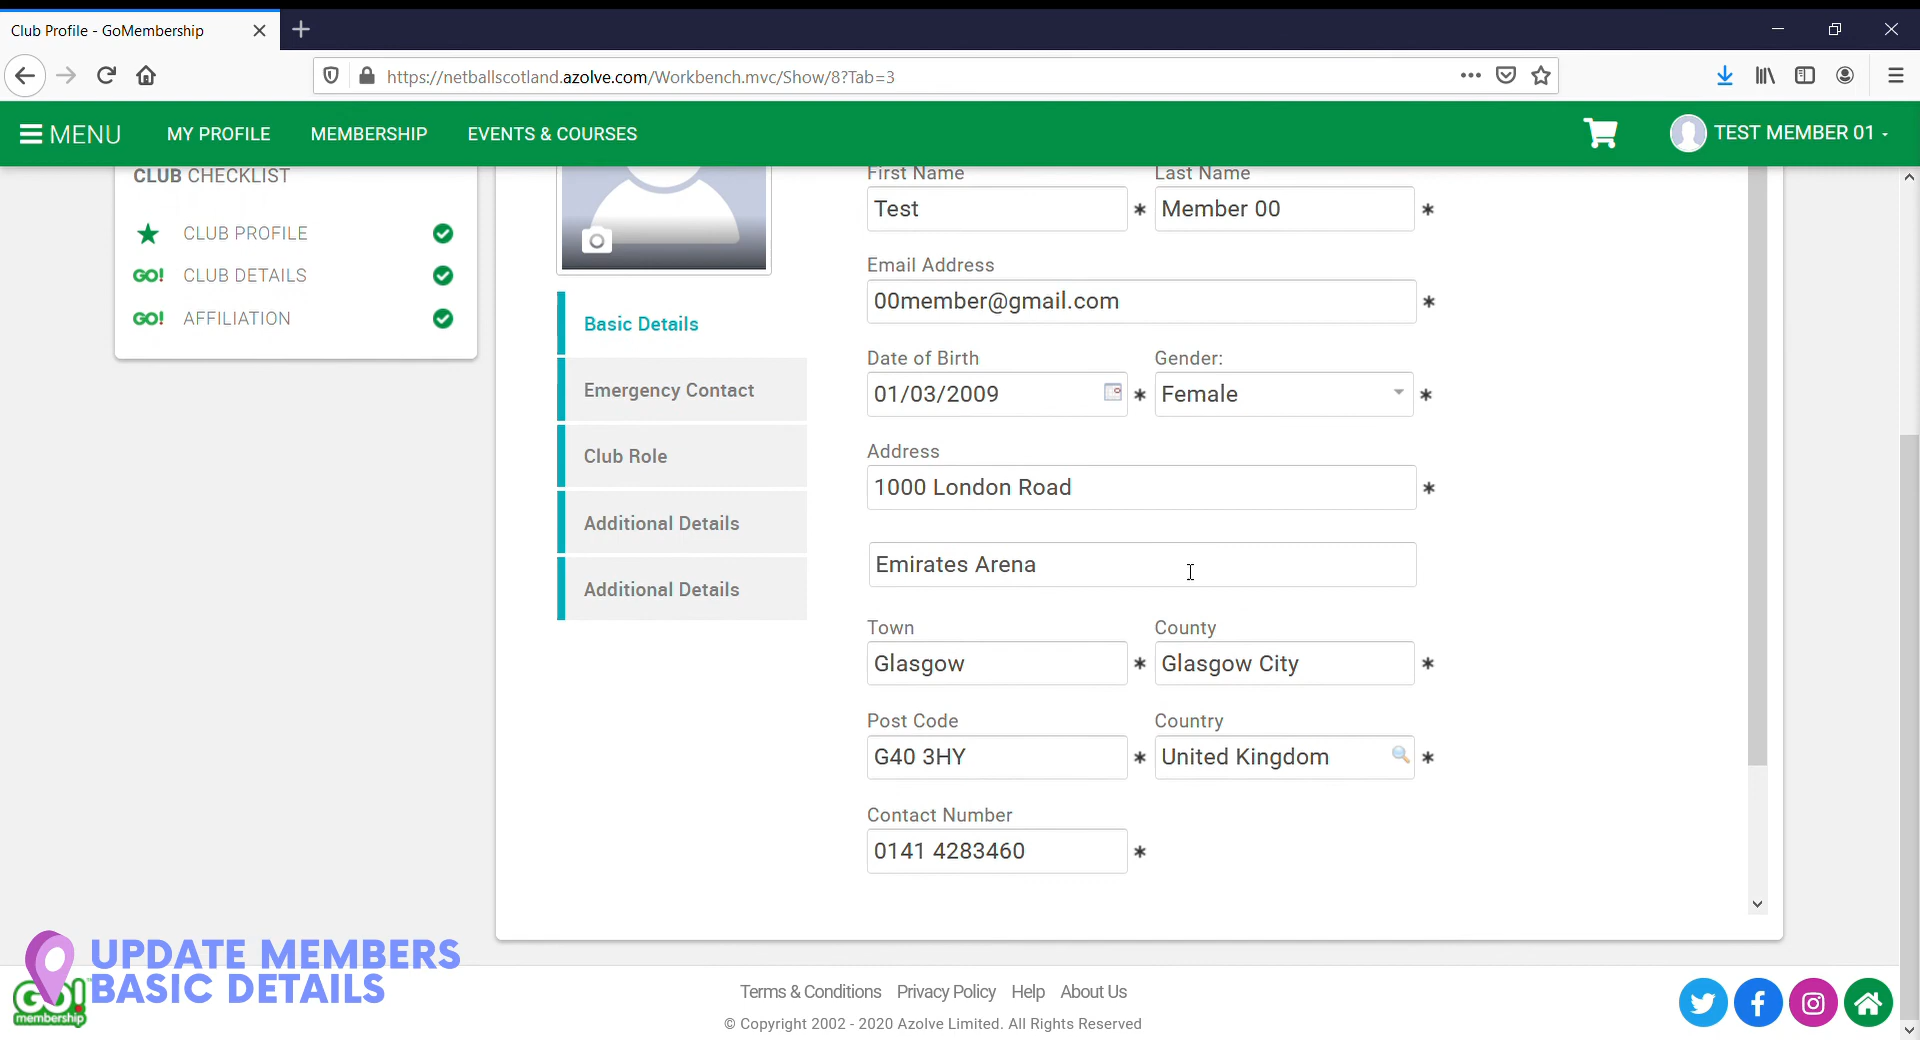 Club Profile - GoMembership
https://netballscotland.azolve.com/Workbench.mvc/Show/8?Tab=3
MENU MY PROFILE MEMBERSHIP EVENTS & COURSES TEST MEMBER 01
CLUB CHECKLIST
CLUB PROFILE
GO! CLUB DETAILS
GO! AFFILIATION
Basic Details
Emergency Contact
Club Role
Additional Details
Additional Details
First Name Last Name
Test * Member 00 *
Email Address
00member@gmail.com *
Date of Birth Gender:
01/03/2009 * Female *
Address
1000 London Road *
Emirates Arena
Town County
Glasgow * Glasgow City *
Post Code Country
G40 3HY * United Kingdom *
Contact Number
0141 4283460 *
UPDATE MEMBERS
BASIC DETAILS
GO!
membership
Terms & Conditions Privacy Policy Help About Us
© Copyright 2002 - 2020 Azolve Limited. All Rights Reserved